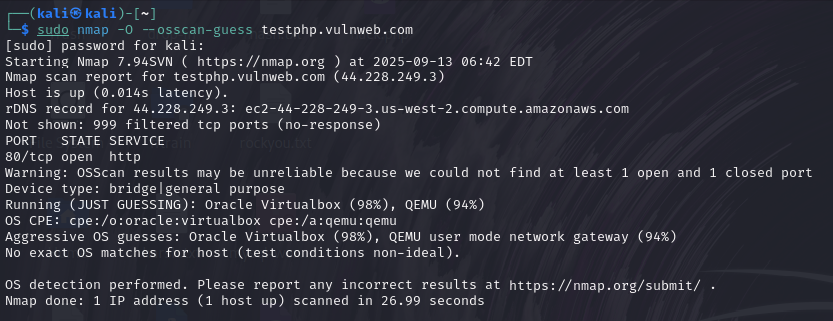 ┌──(kali㉿kali)-[~]
└─$ sudo nmap -O --osscan-guess testphp.vulnweb.com
[sudo] password for kali:
Starting Nmap 7.94SVN ( https://nmap.org ) at 2025-09-13 06:42 EDT
Nmap scan report for testphp.vulnweb.com (44.228.249.3)
Host is up (0.014s latency).
rDNS record for 44.228.249.3: ec2-44-228-249-3.us-west-2.compute.amazonaws.com
Not shown: 999 filtered tcp ports (no-response)
PORT   STATE SERVICE
80/tcp open  http
rockyou.txt
Warning: OSScan results may be unreliable because we could not find at least 1 open and 1 closed port
Device type: bridge|general purpose
Running (JUST GUESSING): Oracle Virtualbox (98%), QEMU (94%)
OS CPE: cpe:/o:oracle:virtualbox cpe:/a:qemu:qemu
Aggressive OS guesses: Oracle Virtualbox (98%), QEMU user mode network gateway (94%)
No exact OS matches for host (test conditions non-ideal).
OS detection performed. Please report any incorrect results at https://nmap.org/submit/ .
Nmap done: 1 IP address (1 host up) scanned in 26.99 seconds